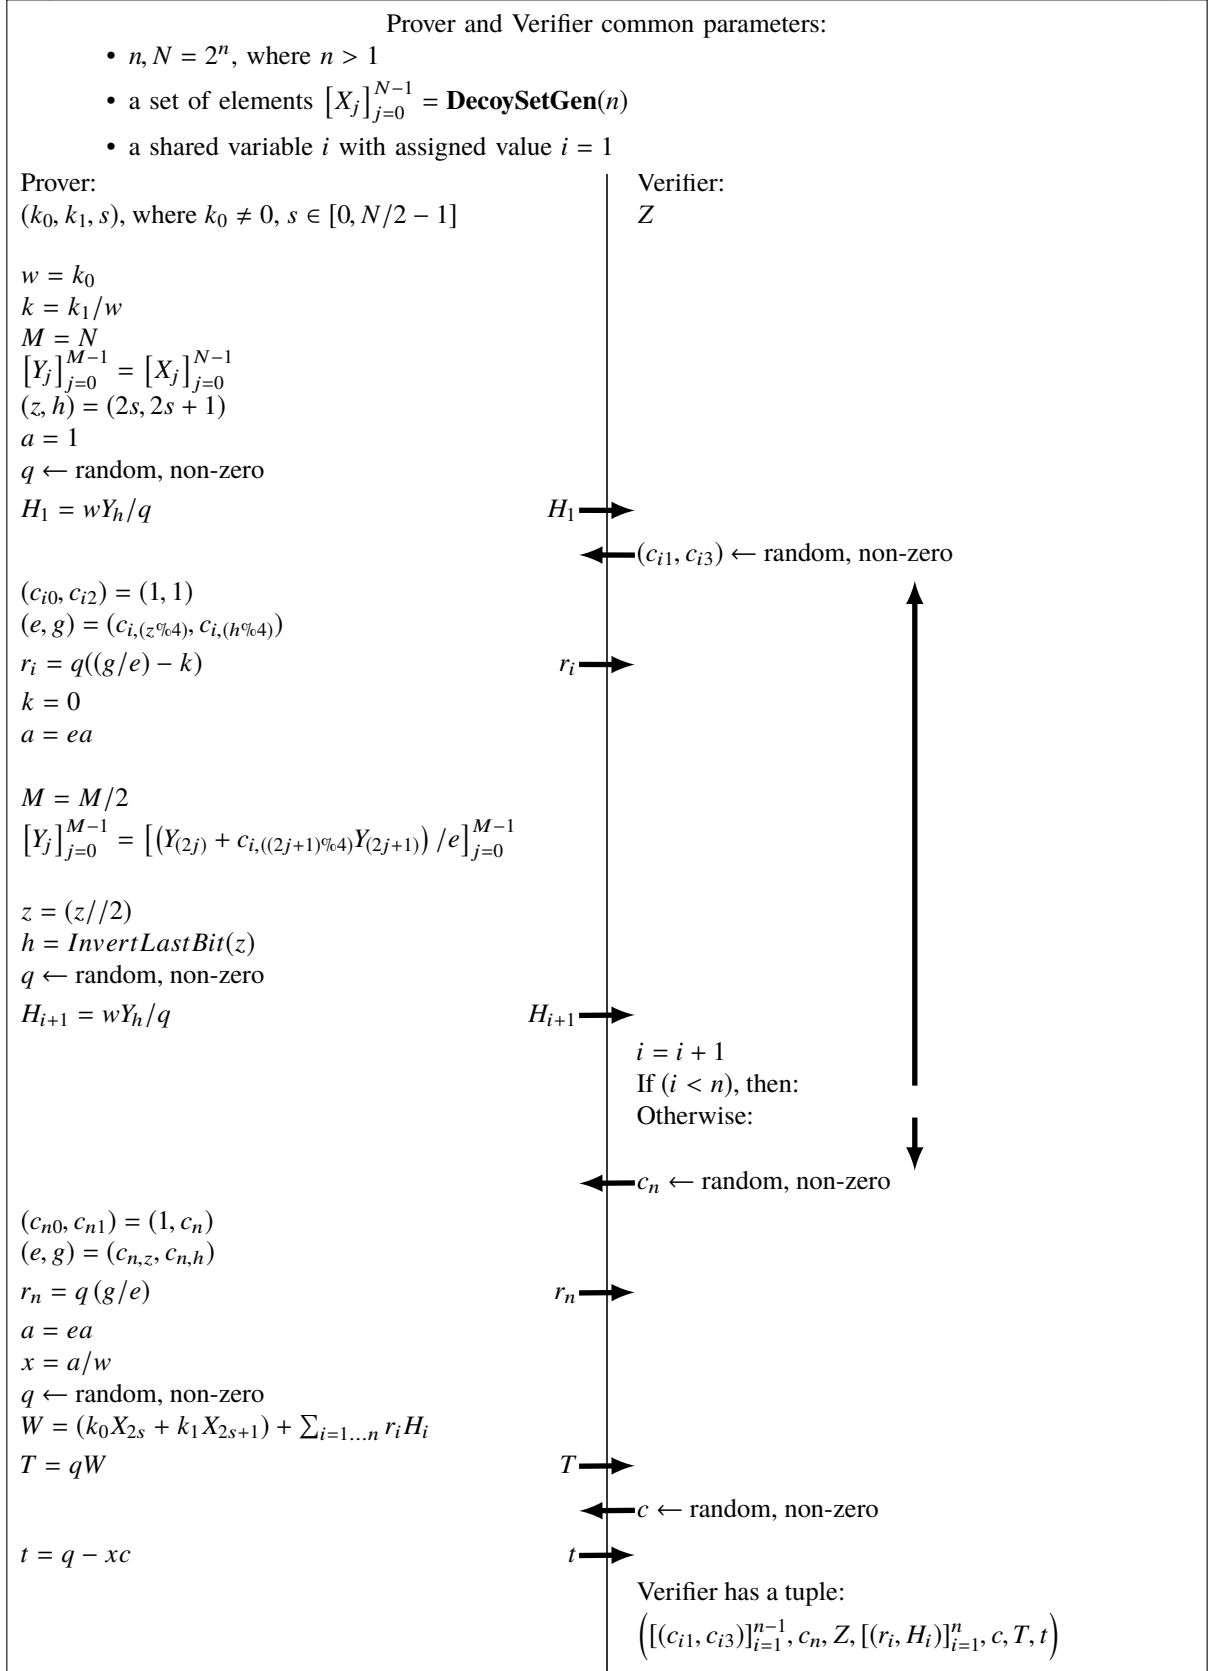 Prover and Verifier common parameters:
• n, N = 2^n, where n > 1
• a set of elements [X_j]_{j=0}^{N−1} = DecoySetGen(n)
• a shared variable i with assigned value i = 1
Prover:
Verifier:
(k_0, k_1, s), where k_0 ≠ 0, s ∈ [0, N/2 − 1]
Z
w = k_0
k = k_1/w
M = N
[Y_j]_{j=0}^{M−1} = [X_j]_{j=0}^{N−1}
(z, h) = (2s, 2s + 1)
a = 1
q ← random, non-zero
H_1 = wY_h/q
H_1
(c_{i1}, c_{i3}) ← random, non-zero
(c_{i0}, c_{i2}) = (1, 1)
(e, g) = (c_{i,(z%4)}, c_{i,(h%4)})
r_i = q((g/e) − k)
r_i
k = 0
a = ea
M = M/2
[Y_j]_{j=0}^{M−1} = [(Y_{(2j)} + c_{i,((2j+1)%4)}Y_{(2j+1)}) /e]_{j=0}^{M−1}
z = (z//2)
h = InvertLastBit(z)
q ← random, non-zero
H_{i+1} = wY_h/q
H_{i+1}
i = i + 1
If (i < n), then:
Otherwise:
c_n ← random, non-zero
(c_{n0}, c_{n1}) = (1, c_n)
(e, g) = (c_{n,z}, c_{n,h})
r_n = q (g/e)
r_n
a = ea
x = a/w
q ← random, non-zero
W = (k_0X_{2s} + k_1X_{2s+1}) + ∑_{i=1...n} r_iH_i
T = qW
T
c ← random, non-zero
t = q − xc
t
Verifier has a tuple:
([(c_{i1}, c_{i3})]_{i=1}^{n−1}, c_n, Z, [(r_i, H_i)]_{i=1}^{n}, c, T, t)